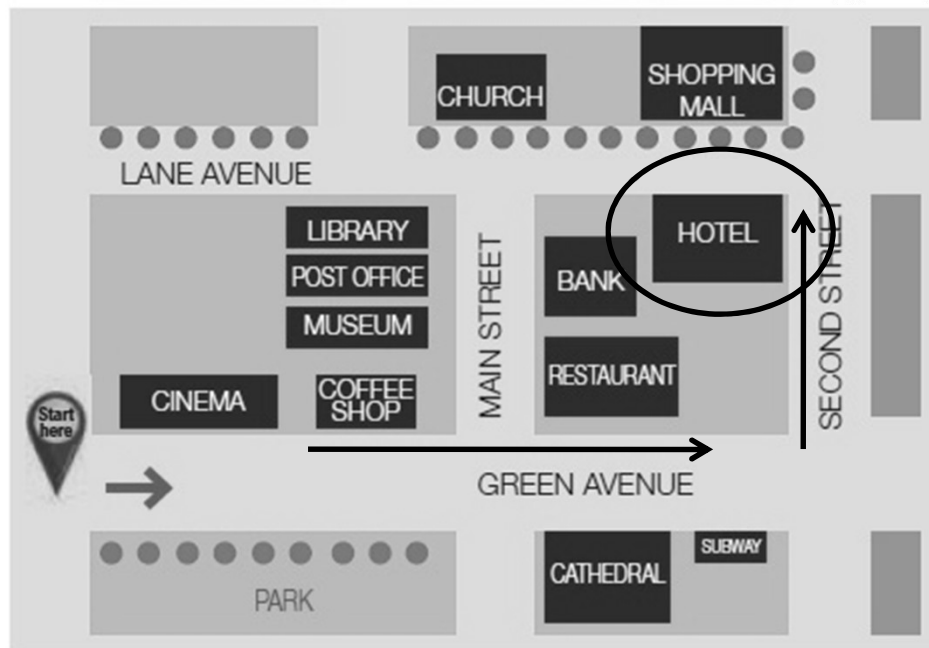 CHURCH
SHOPPING
MALL
LANE AVENUE
LIBRARY
POST OFFICE
MUSEUM
CINEMA
COFFEE
SHOP
MAIN STREET
HOTEL
BANK
RESTAURANT
SECOND STREET
Start
here
GREEN AVENUE
PARK
CATHEDRAL
SUBWAY